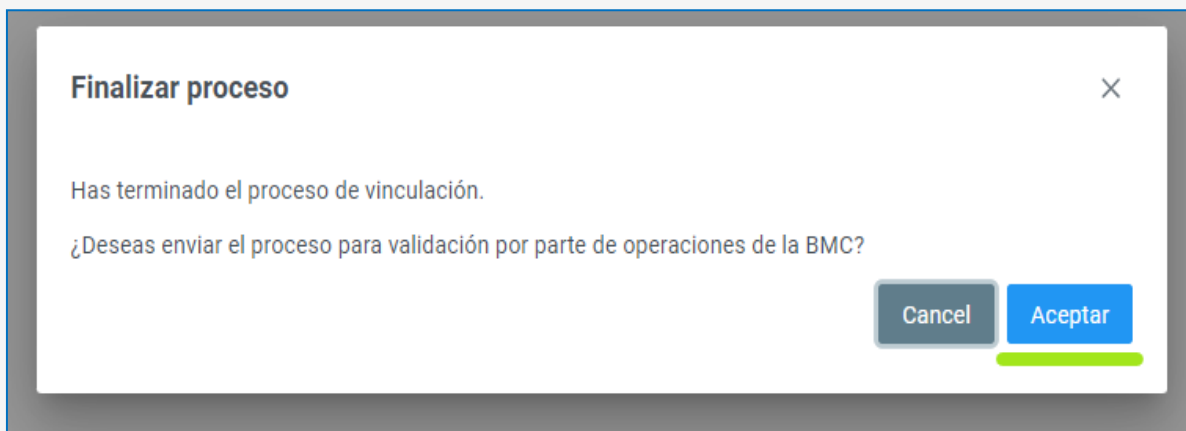 Finalizar proceso
Has terminado el proceso de vinculación.
¿Deseas enviar el proceso para validación por parte de operaciones de la BMC?
Cancel Aceptar